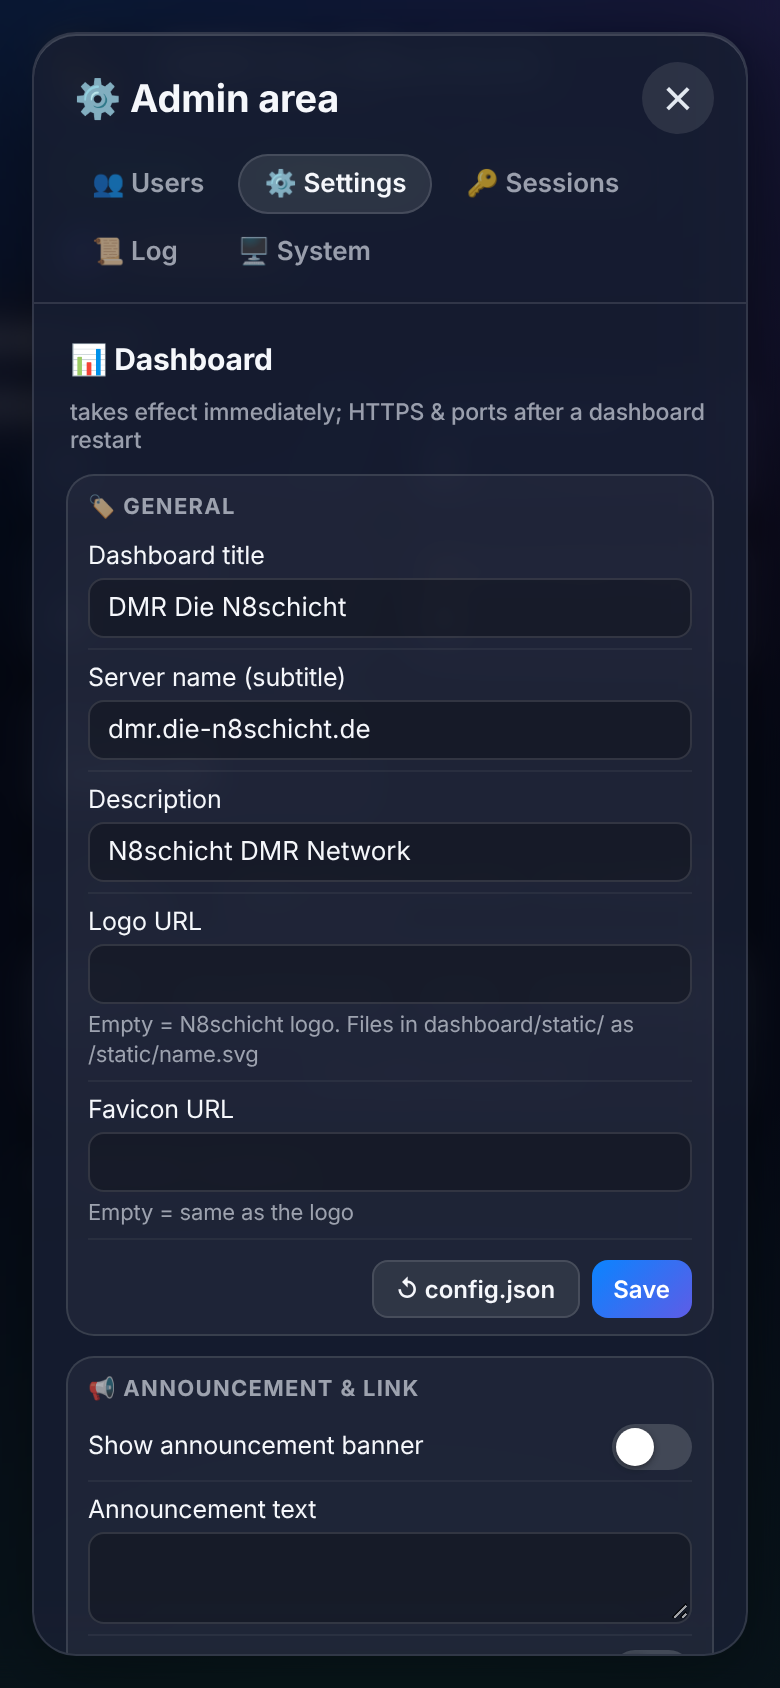 ⚙️ Admin area ✕
👥 Users ⚙️ Settings 🔑 Sessions
📜 Log 🖥️ System
📊 Dashboard
takes effect immediately; HTTPS & ports after a dashboard
restart
🏷️ GENERAL
Dashboard title
DMR Die N8schicht
Server name (subtitle)
dmr.die-n8schicht.de
Description
N8schicht DMR Network
Logo URL
Empty = N8schicht logo. Files in dashboard/static/ as
/static/name.svg
Favicon URL
Empty = same as the logo
↺ config.json Save
📢 ANNOUNCEMENT & LINK
Show announcement banner
Announcement text